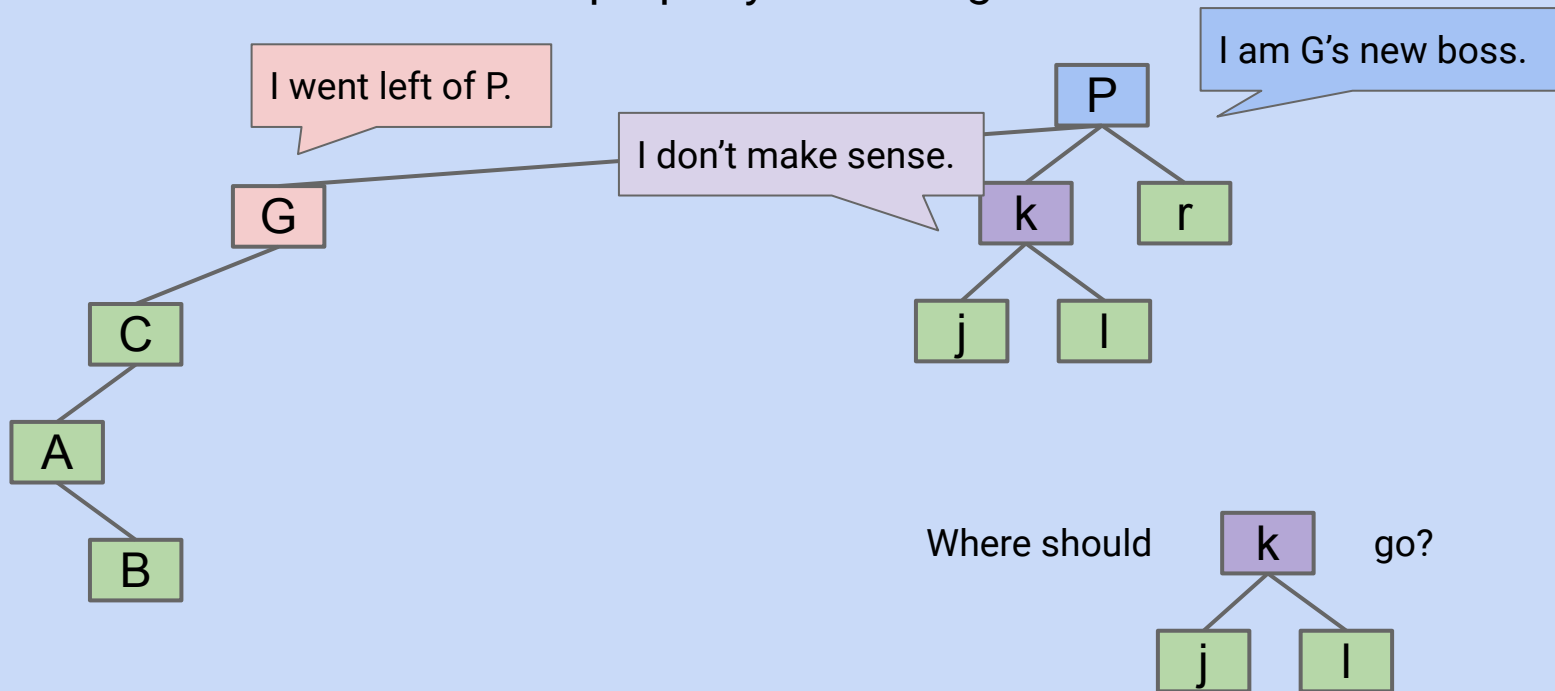 I am G’s new boss.
I went left of P.
P
I don’t make sense.
G
k
r
C
j
l
A
Where should k go?
B
j
l